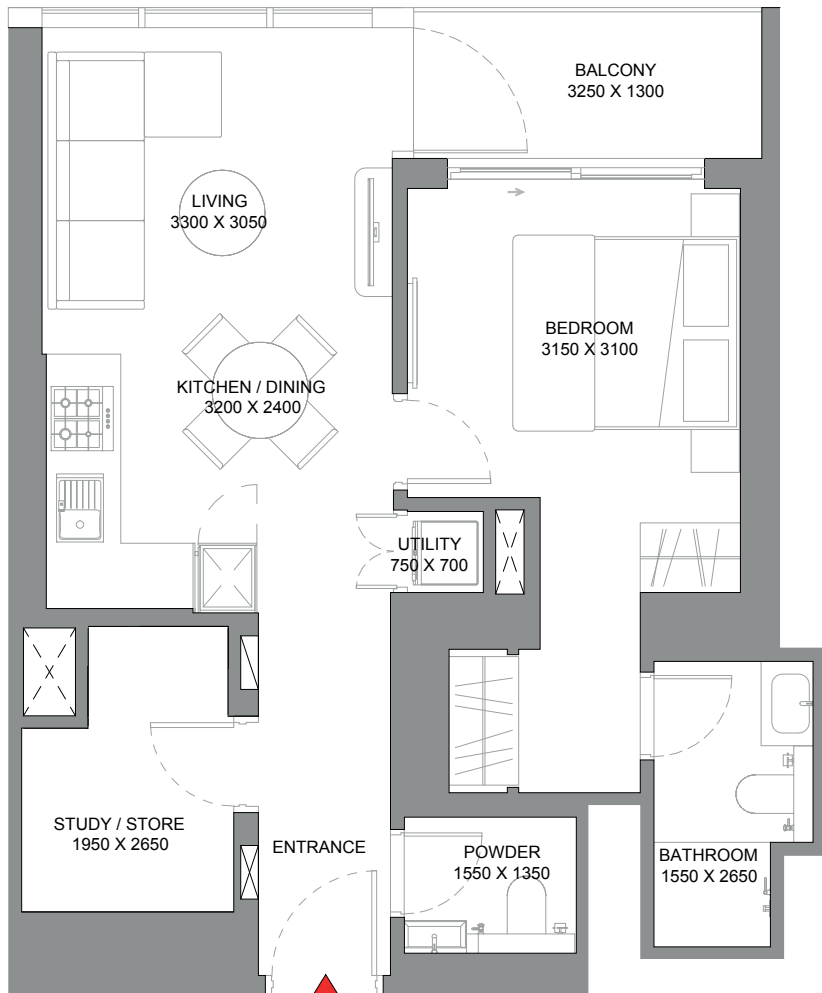 BALCONY
3250 X 1300
LIVING
3300 X 3050
BEDROOM
3150 X 3100
KITCHEN / DINING
3200 X 2400
UTILITY
750 X 700
STUDY / STORE
1950 X 2650
ENTRANCE
POWDER
1550 X 1350
BATHROOM
1550 X 2650